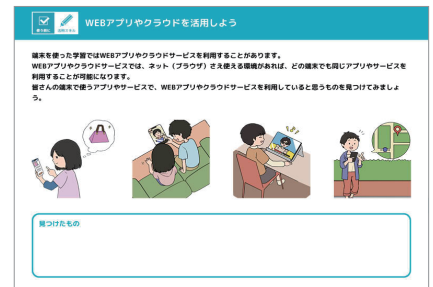 WEBアプリやクラウドを活用しよう
端末を使った学習ではWEBアプリやクラウドサービスを利用することがあります。
WEBアプリやクラウドサービスでは、ネット（ブラウザ）さえ使える環境があれば、どの端末でも同じアプリやサービスを
利用することが可能になります。
皆さんの端末で使うアプリやサービスで、WEBアプリやクラウドサービスを利用していると思うものを見つけてみましょ
う。
見つけたもの